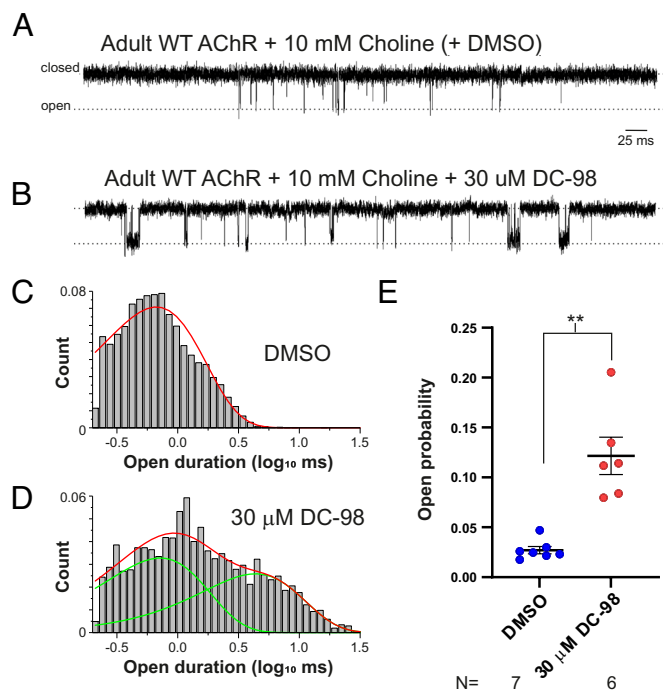 A
Adult WT AChR + 10 mM Choline (+ DMSO)
closed
open
25 ms
B
Adult WT AChR + 10 mM Choline + 30 uM DC-98
C
0.08
Count
0
DMSO
-0.5 0.0 0.5 1.0 1.5
Open duration (log₁₀ ms)
D
0.06
Count
0
30 μM DC-98
-0.5 0.0 0.5 1.0 1.5
Open duration (log₁₀ ms)
E
**
0.25
0.20
0.15
0.10
0.05
0.00
Open probability
DMSO
30 μM DC-98
N= 7 6